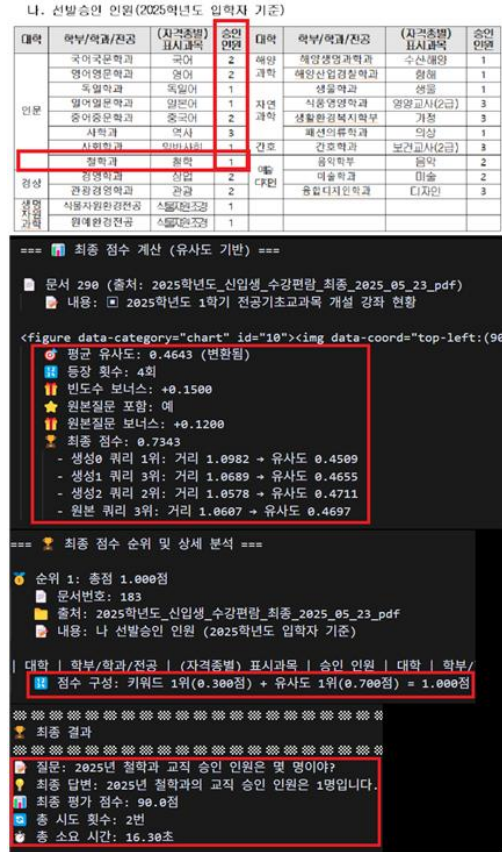 나. 선발승인 인원(2025학년도 입학자 기준)
대학 학부/학과/전공 (자격종별) 표시과목 승인 인원 대학 학부/학과/전공 (자격종별) 표시과목 승인 인원
인문 국어국문학과 국어 2 해양 과학 해양생명과학과 수산·해양 1
영어영문학과 영어 2 해양산업경찰학과 항해 1
독일학과 독일어 1 자연 과학 생물학과 생물 1
일어일문학과 일본어 1 식품영양학과 영양교사(2급) 3
중어중문학과 중국어 2 생활환경복지학부 가정 3
사학과 역사 3 패션의류학과 의상 1
사회학과 일반사회 1 간호 간호학과 보건교사(2급) 3
철학과 철학 1 예술 디자인 음악학부 음악 2
경상 경영학과 상업 2 미술학과 미술 2
관광경영학과 관광 2 융합디자인학과 디자인 3
생명 자원 과학 식물자원환경전공 식물자원·조경 1
원예환경전공 식물자원·조경 1
=== 📊 최종 점수 계산 (유사도 기반) ===
📄 문서 290 (출처: 2025학년도_신입생_수강편람_최종_2025_05_23_pdf)
📝 내용: ▣ 2025학년도 1학기 전공기초교과목 개설 강좌 현황
<figure data-category="chart" id="10"><img data-coord="top-left:(90
🎯 평균 유사도: 0.4643 (변환됨)
🔢 등장 횟수: 4회
🎁 빈도수 보너스: +0.1500
⭐ 원본질문 포함: 예
🎁 원본질문 보너스: +0.1200
🏆 최종 점수: 0.7343
- 생성0 쿼리 1위: 거리 1.0982 → 유사도 0.4509
- 생성1 쿼리 3위: 거리 1.0689 → 유사도 0.4655
- 생성2 쿼리 2위: 거리 1.0578 → 유사도 0.4711
- 원본 쿼리 3위: 거리 1.0607 → 유사도 0.4697
=== 🏆 최종 점수 순위 및 상세 분석 ===
🥇 순위 1: 총점 1.000점
📄 문서번호: 183
📁 출처: 2025학년도_신입생_수강편람_최종_2025_05_23_pdf
📝 내용: 나 선발승인 인원 (2025학년도 입학자 기준)
| 대학 | 학부/학과/전공 | (자격종별) 표시과목 | 승인 인원 | 대학 | 학부/
🔢 점수 구성: 키워드 1위(0.300점) + 유사도 1위(0.700점) = 1.000점
🏆 최종 결과
📝 질문: 2025년 철학과 교직 승인 인원은 몇 명이야?
💡 최종 답변: 2025년 철학과의 교직 승인 인원은 1명입니다.
📊 최종 평가 점수: 90.0점
🔄 총 시도 횟수: 2번
⏱ 총 소요 시간: 16.30초